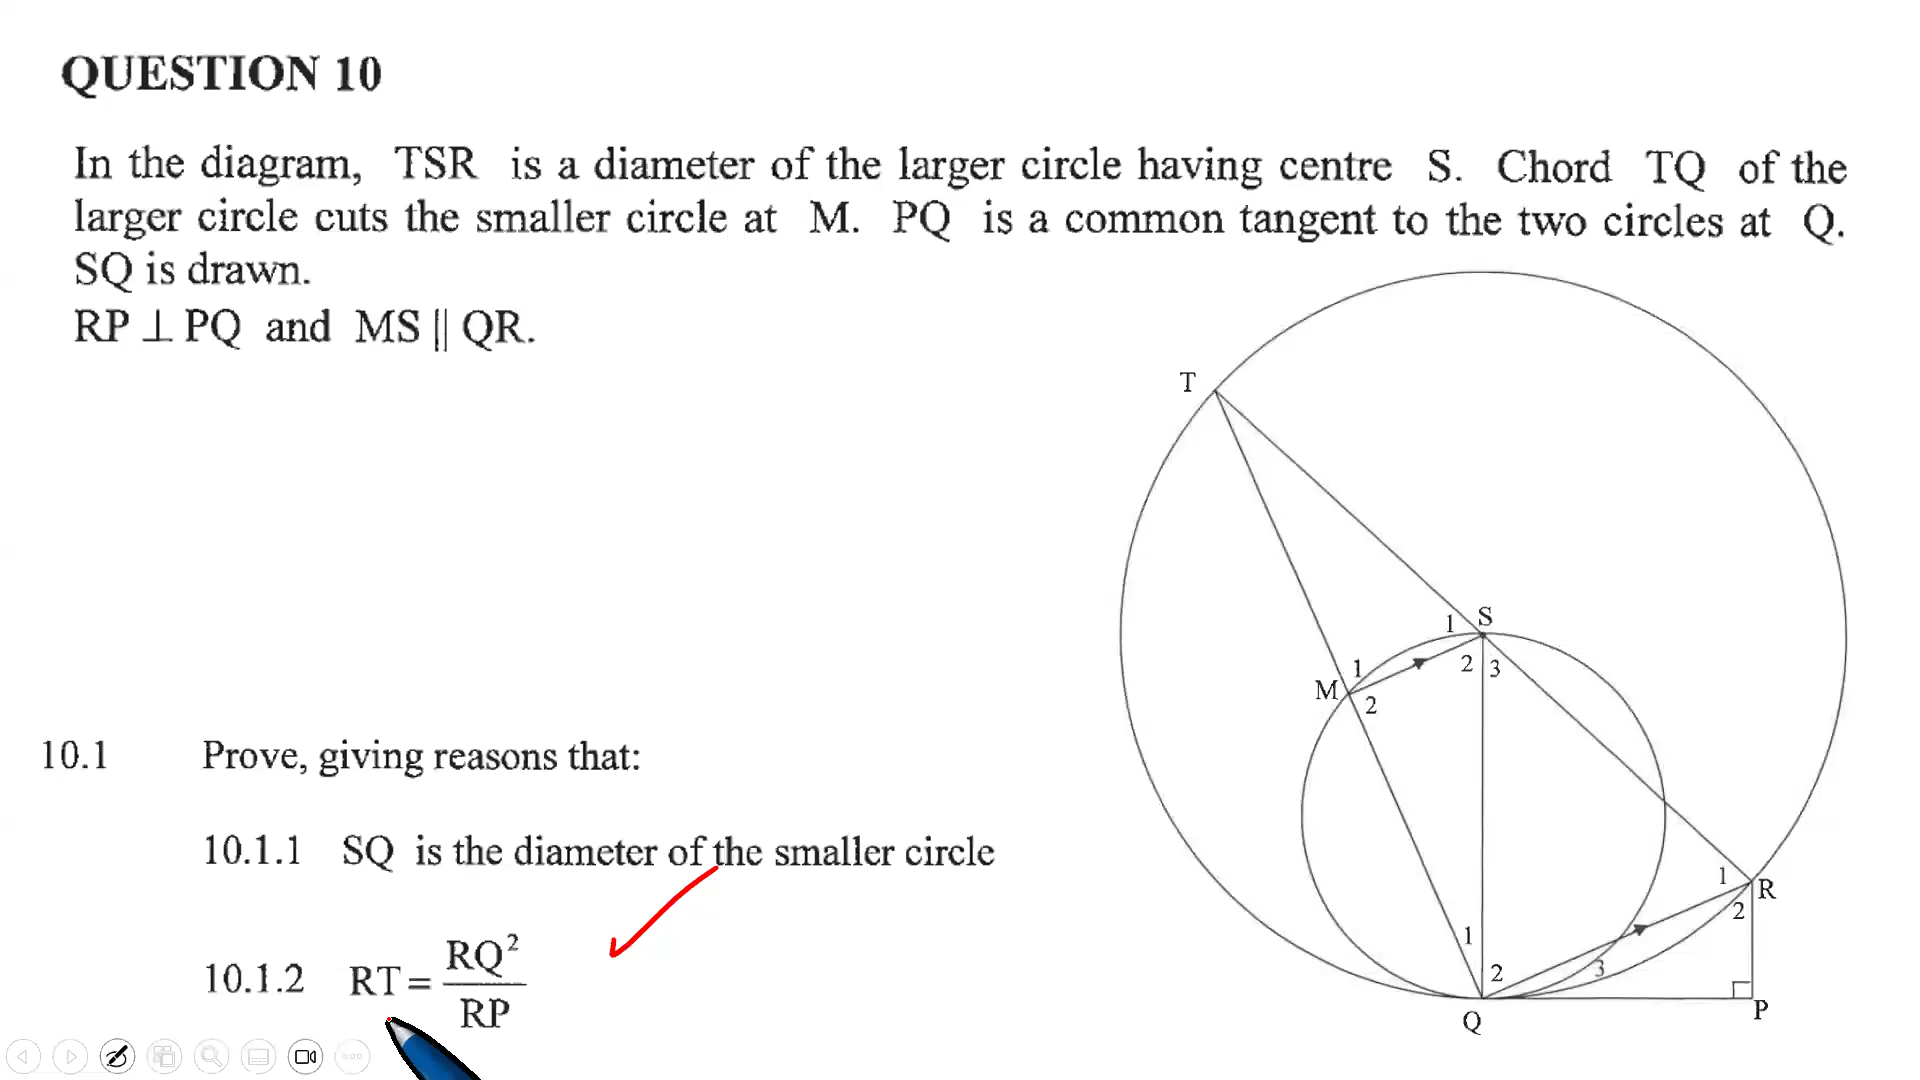 QUESTION 10
In the diagram, TSR is a diameter of the larger circle having centre S. Chord TQ of the
larger circle cuts the smaller circle at M. PQ is a common tangent to the two circles at Q.
SQ is drawn.
RP ⊥ PQ and MS || QR.
T
1 S
2 3
1
M
2
1 R
2
1
2
3
Q
P
10.1 Prove, giving reasons that:
10.1.1 SQ is the diameter of the smaller circle
10.1.2 RT = RQ² / RP